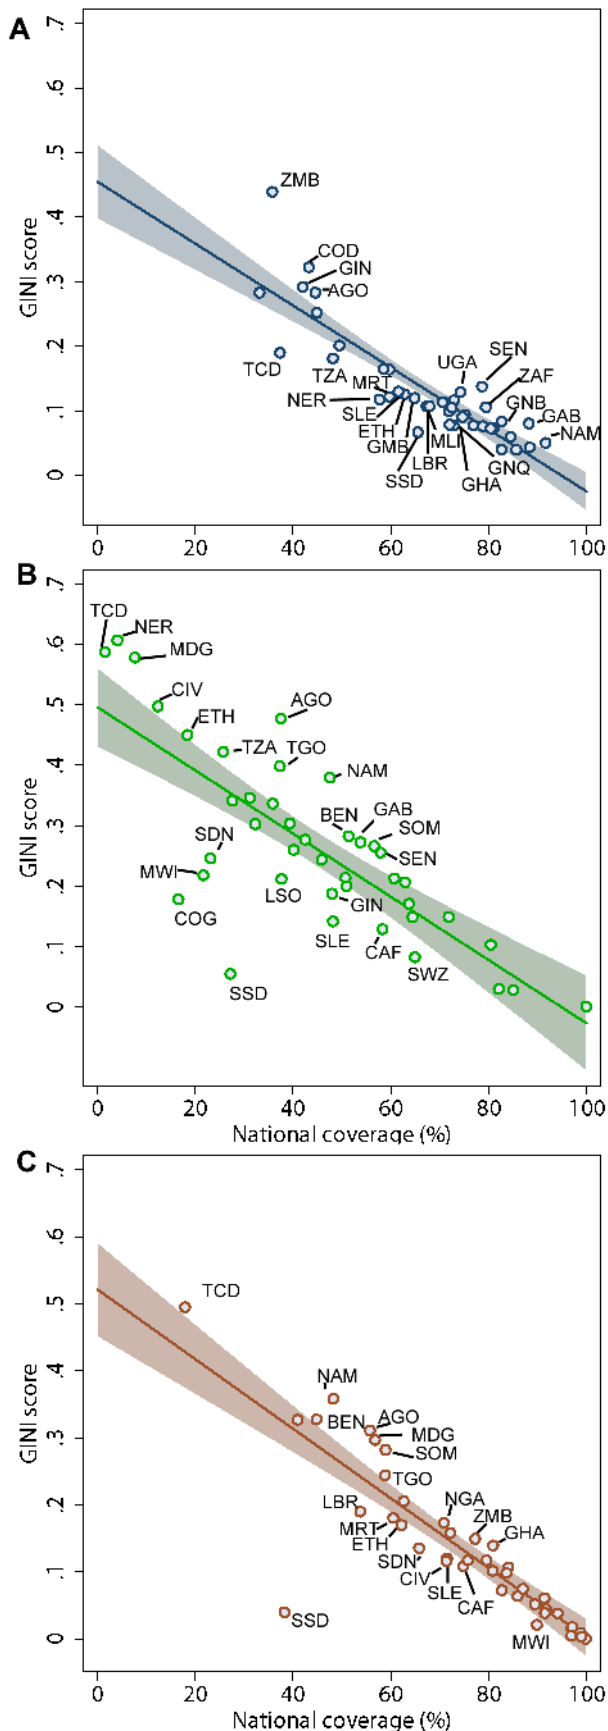 A
GINI score
.7
.6
.5
.4
.3
.2
.1
0
ZMB
COD
GIN
AGO
TCD
TZA
MRT
UGA
SEN
ZAF
NER
SLE
ETH
GMB
SSD
LBR
MLI
GHA
GNQ
GNB
GAB
NAM
0 20 40 60 80 100
B
GINI score
.7
.6
.5
.4
.3
.2
.1
0
TCD
NER
MDG
CIV
ETH
AGO
TZA
TGO
NAM
BEN
GAB
SOM
SEN
SDN
MWI
COG
LSO
GIN
SLE
CAF
SWZ
SSD
0 20 40 60 80 100
National coverage (%)
C
GINI score
.7
.6
.5
.4
.3
.2
.1
0
TCD
NAM
BEN
AGO
MDG
SOM
TGO
LBR
MRT
ETH
NGA
ZMB
GHA
SDN
CIV
SLE
CAF
SSD
MWI
0 20 40 60 80 100
National coverage (%)